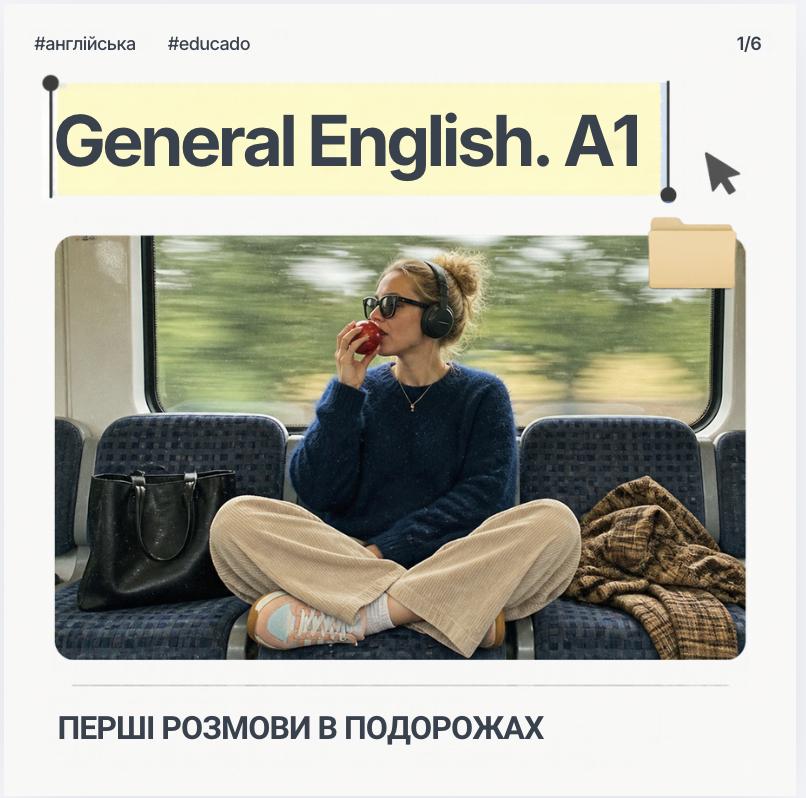 #англійська #educado 1/6
General English. A1
ПЕРШІ РОЗМОВИ В ПОДОРОЖАХ